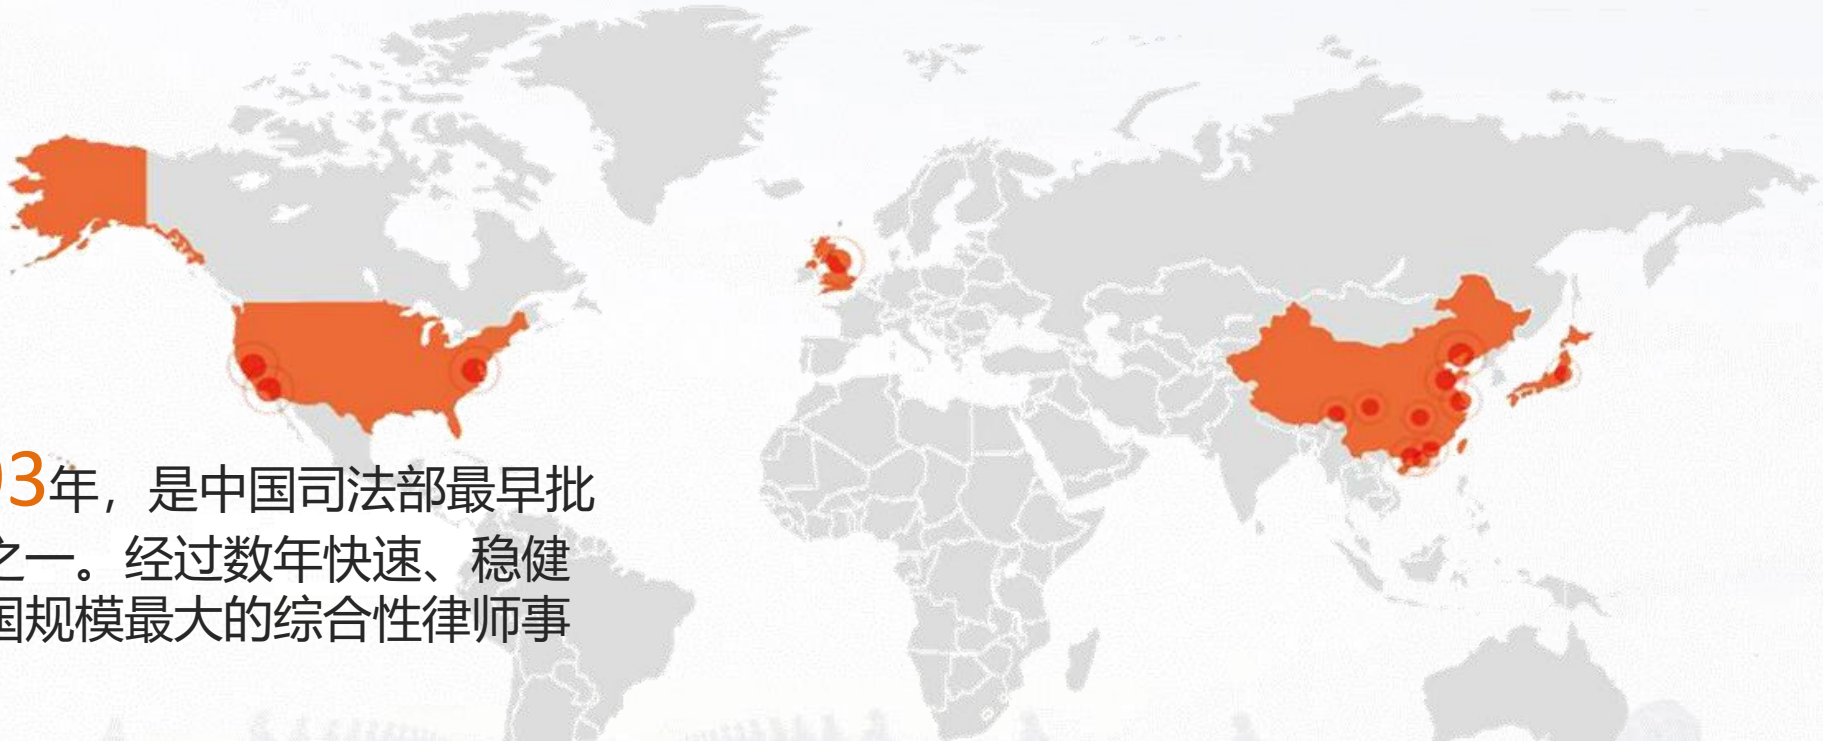 3年，是中国司法部最早批
之一。经过数年快速、稳健
国规模最大的综合性律师事